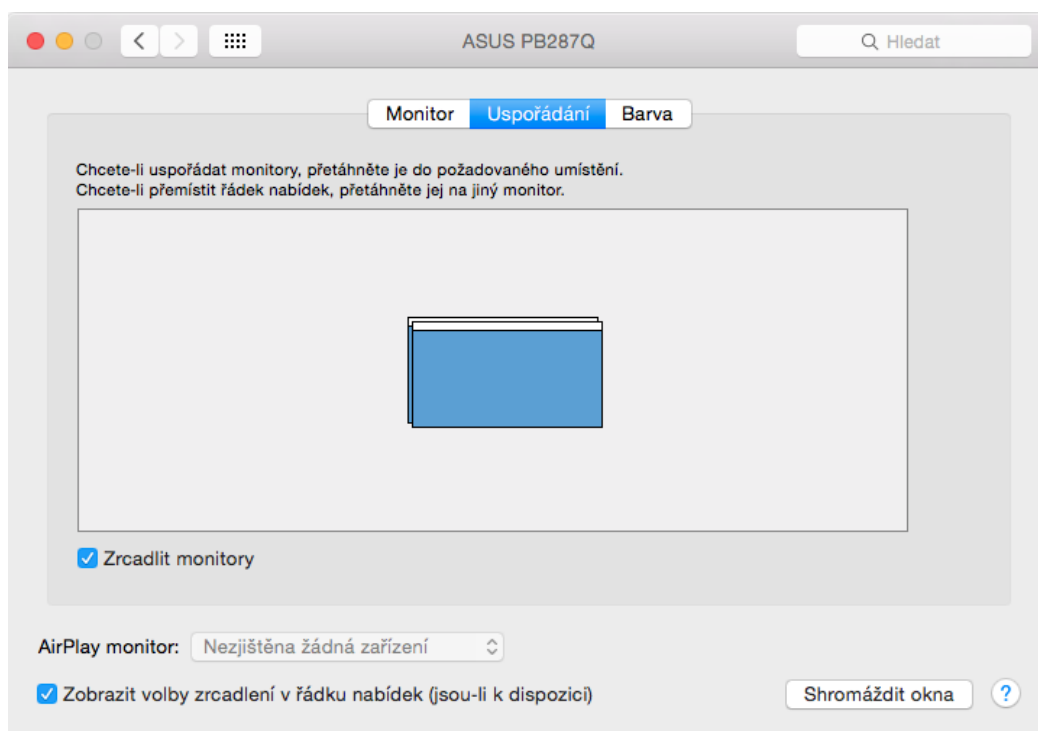 ASUS PB287Q
Hledat
Monitor Uspořádání Barva
Chcete-li uspořádat monitory, přetáhněte je do požadovaného umístění.
Chcete-li přemístit řádek nabídek, přetáhněte jej na jiný monitor.
Zrcadlit monitory
AirPlay monitor: Nezjištěna žádná zařízení
Zobrazit volby zrcadlení v řádku nabídek (jsou-li k dispozici)
Shromáždit okna ?